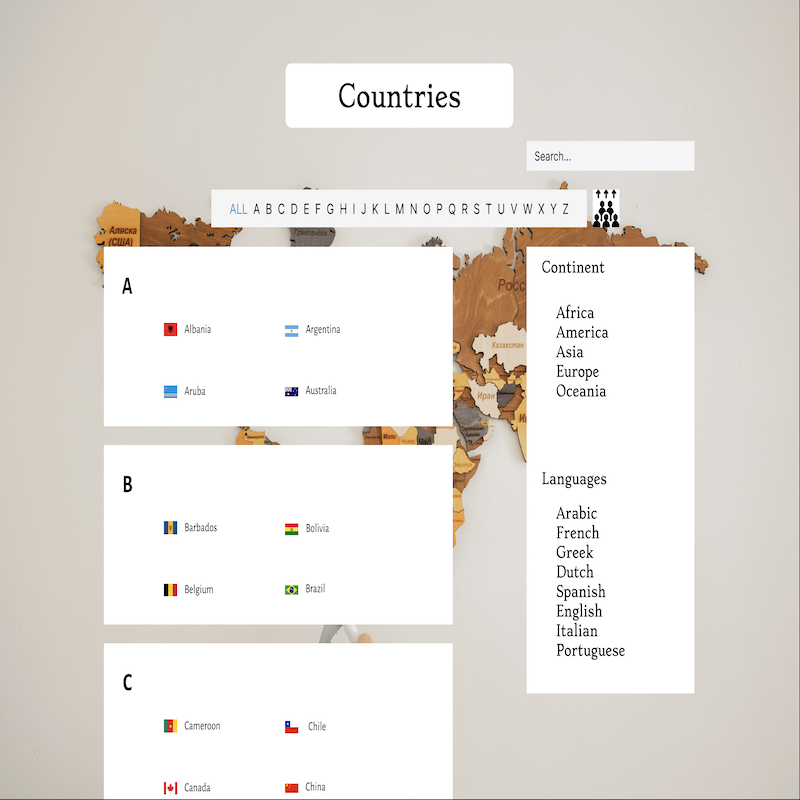 Countries
Search...
ALL A B C D E F G H I J K L M N O P Q R S T U V W X Y Z
Аляска
(США)
A
Albania
Argentina
Aruba
Australia
B
Barbados
Bolivia
Belgium
Brazil
C
Cameroon
Chile
Canada
China
Казахстан
Иран
Continent
Africa
America
Asia
Europe
Oceania
Languages
Arabic
French
Greek
Dutch
Spanish
English
Italian
Portuguese